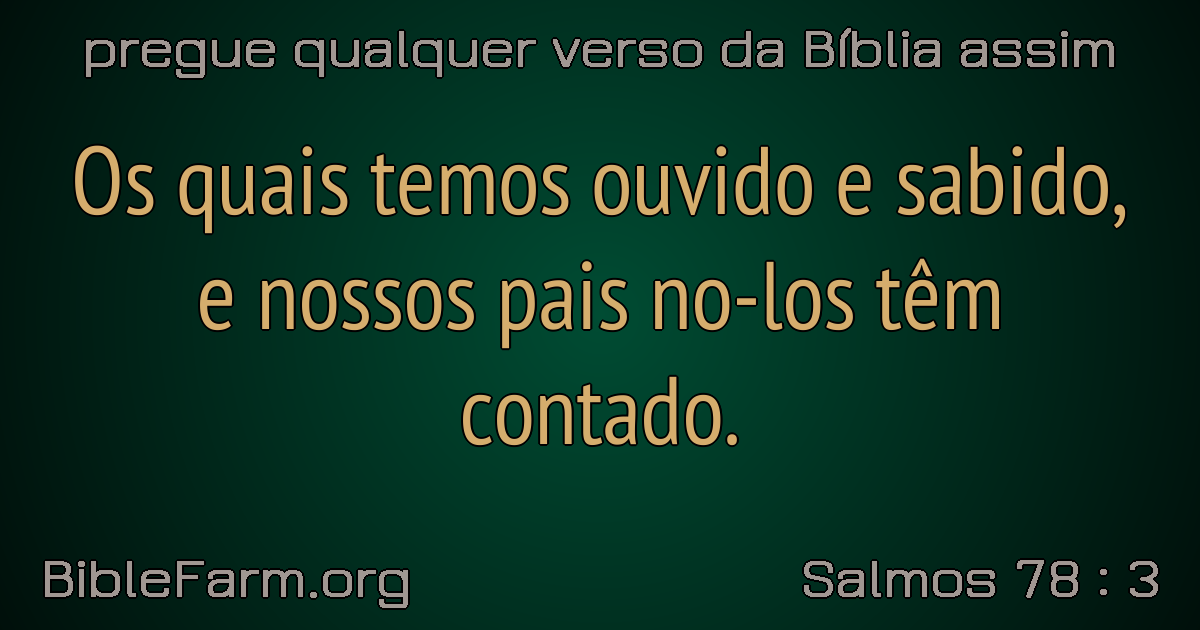 pregue qualquer verso da Bíblia assim
Os quais temos ouvido e sabido,
e nossos pais no-los têm
contado.
BibleFarm.org
Salmos 78 : 3